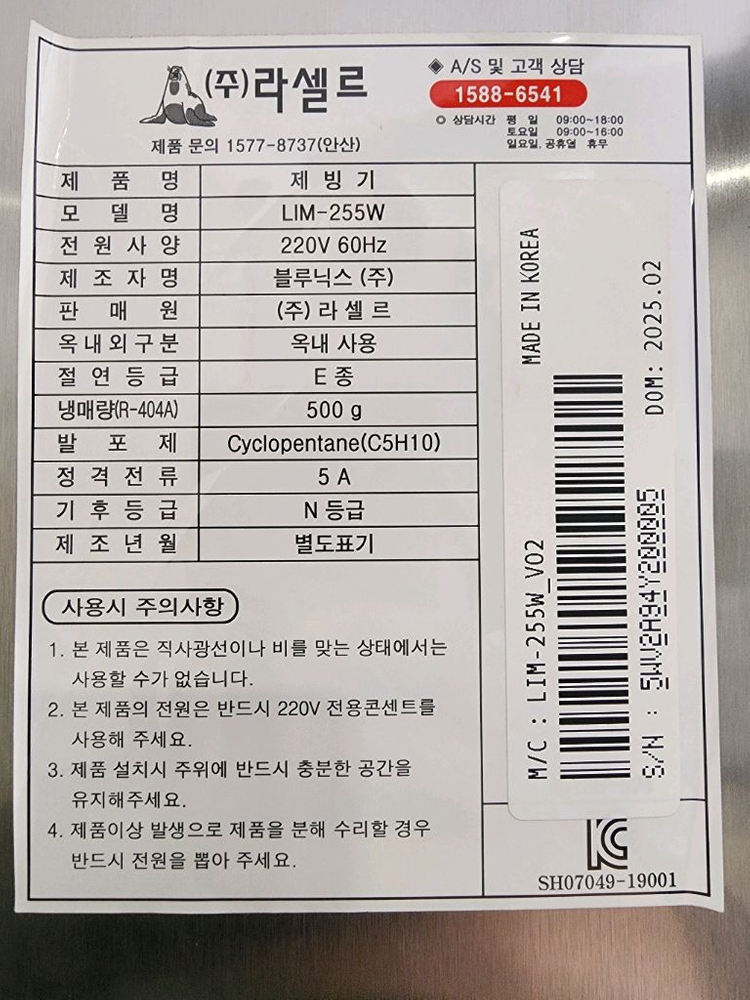 (주)라셀르
제품 문의 1577-8737(안산)
◈ A/S 및 고객 상담
1588-6541
◎ 상담시간 평 일 09:00~18:00
토요일 09:00~16:00
일요일, 공휴열 휴무
제 품 명 제 빙 기
모 델 명 LIM-255W
전 원 사 양 220V 60Hz
제 조 자 명 블루닉스 (주)
판 매 원 (주) 라 셀 르
옥 내 외 구 분 옥내 사용
절 연 등 급 E 종
냉매량(R-404A) 500 g
발 포 제 Cyclopentane(C5H10)
정 격 전 류 5 A
기 후 등 급 N 등급
제 조 년 월 별도표기
사용시 주의사항
1. 본 제품은 직사광선이나 비를 맞는 상태에서는
사용할 수가 없습니다.
2. 본 제품의 전원은 반드시 220V 전용콘센트를
사용해 주세요.
3. 제품 설치시 주위에 반드시 충분한 공간을
유지해주세요.
4. 제품이상 발생으로 제품을 분해 수리할 경우
반드시 전원을 뽑아 주세요.
M/C : LIM-255W_V02
MADE IN KOREA
S/N : 5WV2A94Y200005
DOM: 2025.02
SH07049-19001